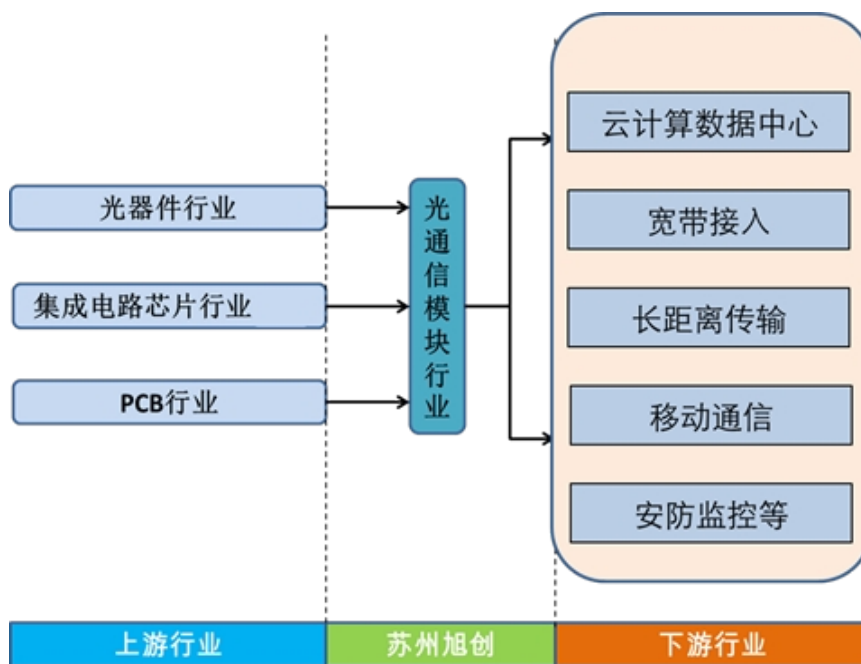 光器件行业
集成电路芯片行业
PCB行业
光通信模块行业
云计算数据中心
宽带接入
长距离传输
移动通信
安防监控等
上游行业
苏州旭创
下游行业